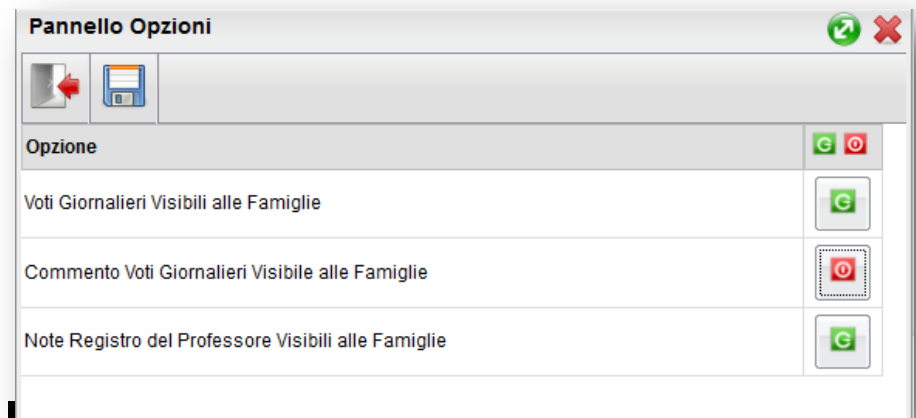 Pannello Opzioni
Opzione
Voti Giornalieri Visibili alle Famiglie
Commento Voti Giornalieri Visibile alle Famiglie
Note Registro del Professore Visibili alle Famiglie